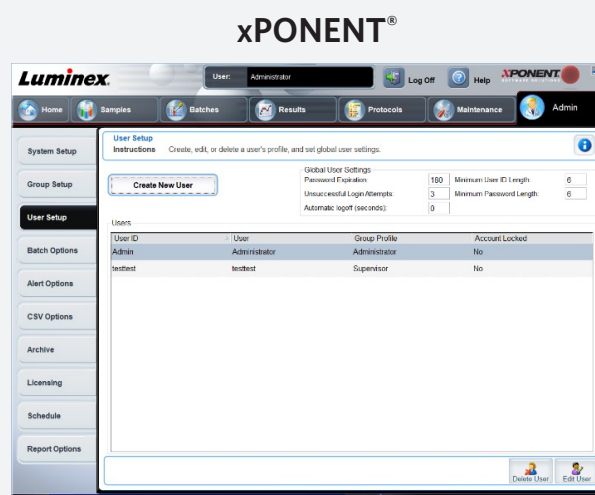 xPONENT®
Luminex.
User: Administrator
Log Off
Help
XPONENT
Home
Samples
Batches
Results
Protocols
Maintenance
Admin
User Setup
Instructions Create, edit, or delete a user's profile, and set global user settings.
System Setup
Group Setup
User Setup
Batch Options
Alert Options
CSV Options
Archive
Licensing
Schedule
Report Options
Create New User
Global User Settings
Password Expiration: 180 Minimum User ID Length: 6
Unsuccessful Login Attempts: 3 Minimum Password Length: 6
Automatic logoff (seconds): 0
Users
User ID User Group Profile Account Locked
Admin Administrator Administrator No
testtest testtest Supervisor No
Delete User
Edit User